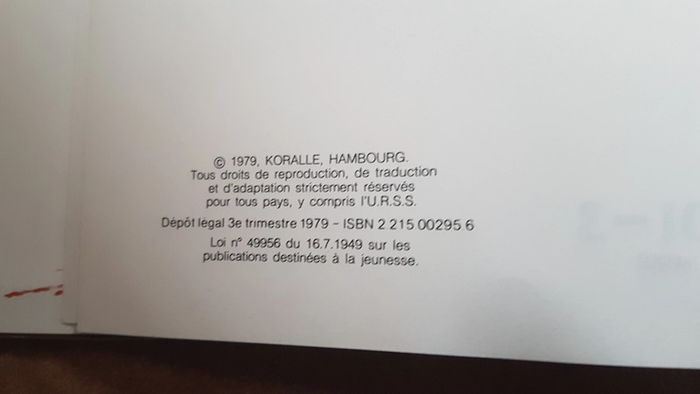 © 1979, KORALLE, HAMBOURG.
Tous droits de reproduction, de traduction
et d'adaptation strictement réservés
pour tous pays, y compris l'U.R.S.S.
Dépôt légal 3e trimestre 1979 - ISBN 2 215 00295 6
Loi n° 49956 du 16.7.1949 sur les
publications destinées à la jeunesse.